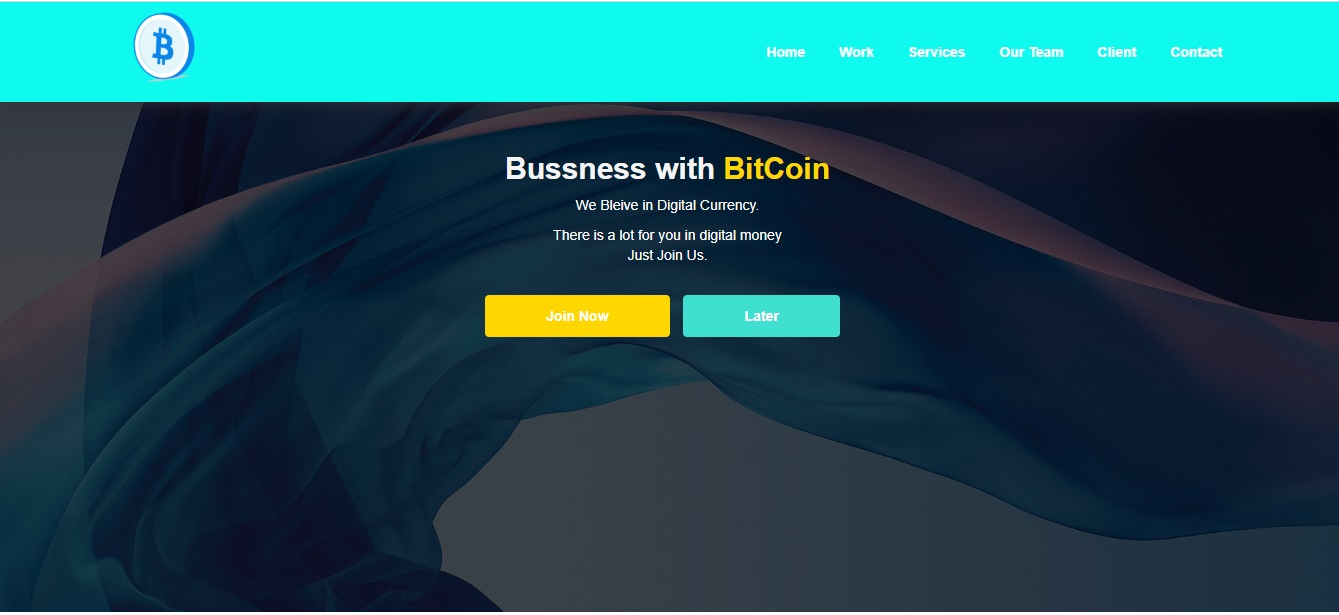 Home Work Services Our Team Client Contact
Bussness with BitCoin
We Bleive in Digital Currency.
There is a lot for you in digital money
Just Join Us.
Join Now Later